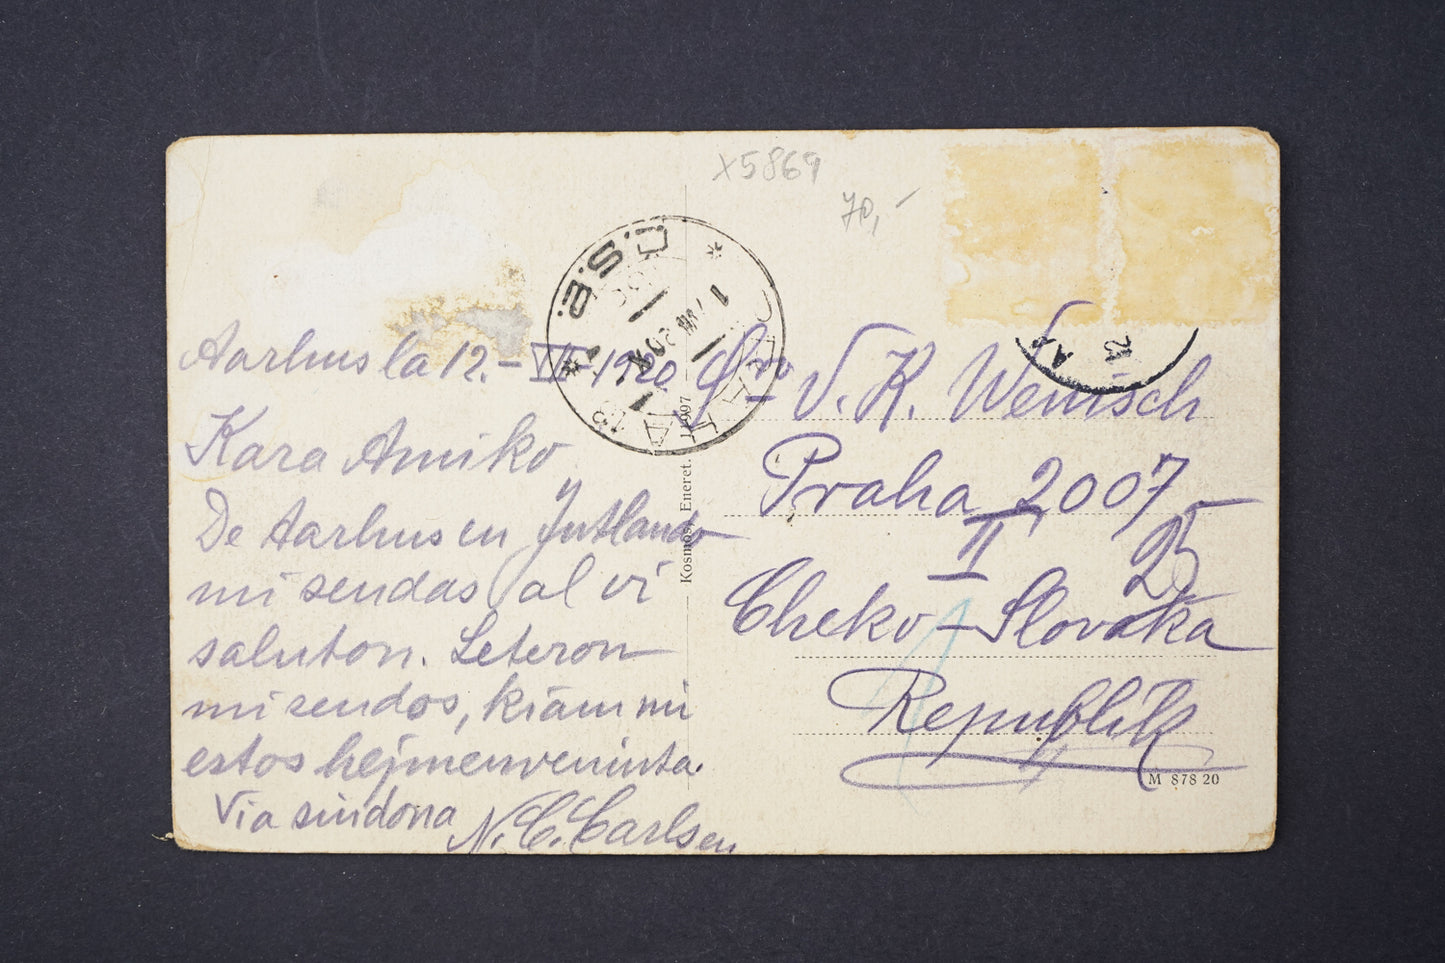 X5869
70,-
Aarhus la 12.-VII-1920
Kara Amiko
De Aarhus en Jutlando
mi sendas al vi
saluton. Leteron
mi sendos, kiam mi
estos hejmenveninta.
Via sindona N.C. Carlsen
Kosmos, Eneret.
Č.S.P.
Sro V. K. Wenisch
Praha 2007-
II
25
Cheko-Slovaka
Republik
M 878 20